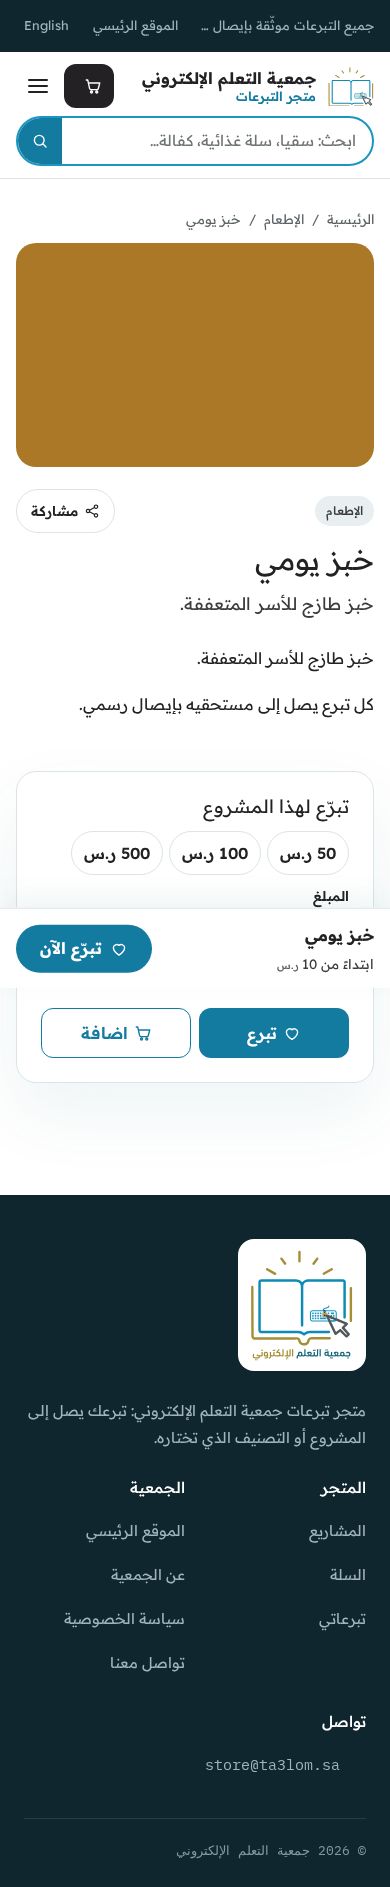 جميع التبرعات موثّقة بإيصال …
الموقع الرئيسي
English
جمعية التعلم الإلكتروني
متجر التبرعات
ابحث: سقيا، سلة غذائية، كفالة...
الرئيسية / الإطعام / خبز يومي
الإطعام
مشاركة
خبز يومي
خبز طازج للأسر المتعففة.
خبز طازج للأسر المتعففة.
كل تبرع يصل إلى مستحقيه بإيصال رسمي.
تبرّع لهذا المشروع
50 ر.س
100 ر.س
500 ر.س
المبلغ
خبز يومي
ابتداءً من 10 ر.س
تبرّع الآن
تبرع
اضافة
جمعية التعلم الإلكتروني
متجر تبرعات جمعية التعلم الإلكتروني: تبرعك يصل إلى
المشروع أو التصنيف الذي تختاره.
المتجر
المشاريع
السلة
تبرعاتي
الجمعية
الموقع الرئيسي
عن الجمعية
سياسة الخصوصية
تواصل معنا
تواصل
store@ta3lom.sa
© 2026 جمعية التعلم الإلكتروني